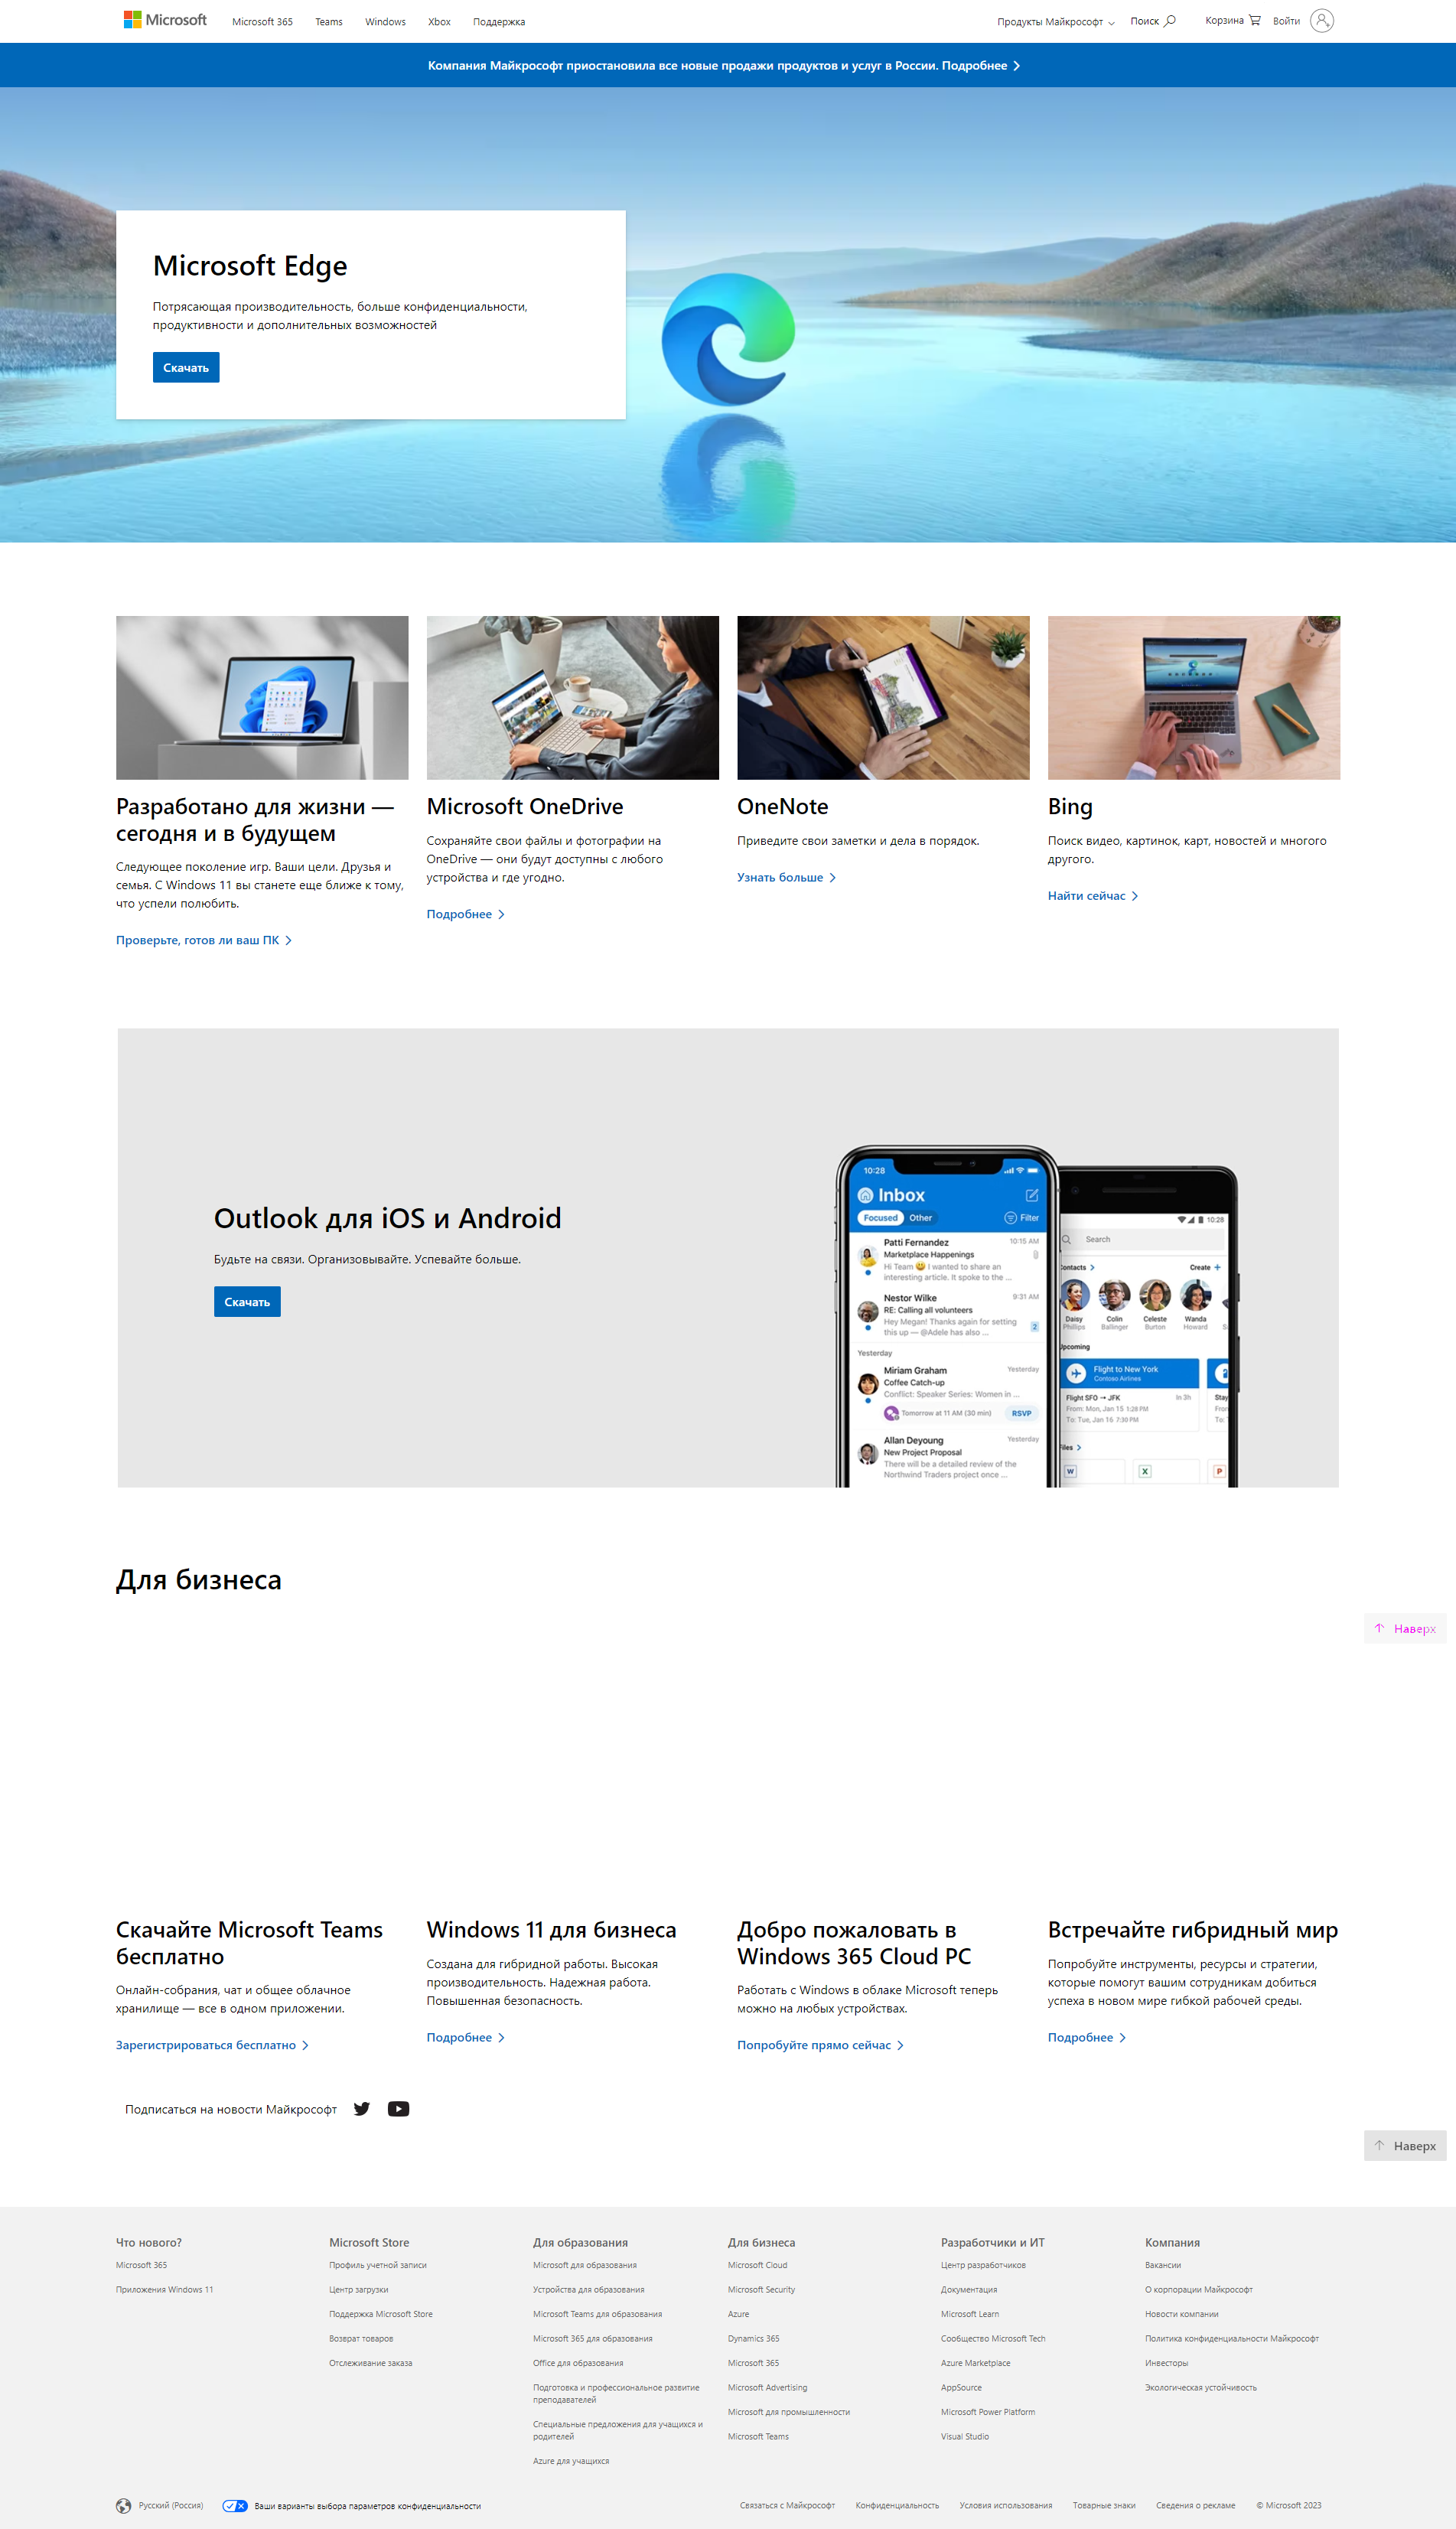 Microsoft
Microsoft 365
Teams
Windows
Xbox
Поддержка
Продукты Майкрософт
Поиск
Корзина
Войти
Компания Майкрософт приостановила все новые продажи продуктов и услуг в России. Подробнее
Microsoft Edge
Потрясающая производительность, больше конфиденциальности,
продуктивности и дополнительных возможностей
Скачать
Разработано для жизни —
сегодня и в будущем
Следующее поколение игр. Ваши цели. Друзья и
семья. С Windows 11 вы станете еще ближе к тому,
что успели полюбить.
Проверьте, готов ли ваш ПК
Microsoft OneDrive
Сохраняйте свои файлы и фотографии на
OneDrive — они будут доступны с любого
устройства и где угодно.
Подробнее
OneNote
Приведите свои заметки и дела в порядок.
Узнать больше
Bing
Поиск видео, картинок, карт, новостей и многого
другого.
Найти сейчас
Outlook для iOS и Android
Будьте на связи. Организовывайте. Успевайте больше.
Скачать
10:28
Inbox
Focused
Other
Filter
Patti Fernandez
10:15 AM
Marketplace Happenings
Hi Team 😀 I wanted to share an
interesting article. It spoke to the ...
Nestor Wilke
9:31 AM
RE: Calling all volunteers
Hey Megan! Thanks again for setting
this up — @Adele has also ...
2
Yesterday
Miriam Graham
Yesterday
Coffee Catch-up
Conflict: Speaker Series: Women in ...
Tomorrow at 11 AM (30 min)
RSVP
Allan Deyoung
Yesterday
New Project Proposal
There will be a detailed review of the
Northwind Traders project once ...
10:28
Search
Contacts
Create +
Daisy
Phillips
Colin
Ballinger
Celeste
Burton
Wanda
Howard
Upcoming
Flight to New York
Contoso Airlines
Flight SFO → JFK
In 3h
From: Mon, Jan 15 1:28 PM
To: Tue, Jan 16 7:30 PM
Stay
From
To:
Files
W
X
P
Для бизнеса
Наверх
Скачайте Microsoft Teams
бесплатно
Онлайн-собрания, чат и общее облачное
хранилище — все в одном приложении.
Зарегистрироваться бесплатно
Windows 11 для бизнеса
Создана для гибридной работы. Высокая
производительность. Надежная работа.
Повышенная безопасность.
Подробнее
Добро пожаловать в
Windows 365 Cloud PC
Работать с Windows в облаке Microsoft теперь
можно на любых устройствах.
Попробуйте прямо сейчас
Встречайте гибридный мир
Попробуйте инструменты, ресурсы и стратегии,
которые помогут вашим сотрудникам добиться
успеха в новом мире гибкой рабочей среды.
Подробнее
Подписаться на новости Майкрософт
Наверх
Что нового?
Microsoft 365
Приложения Windows 11
Microsoft Store
Профиль учетной записи
Центр загрузки
Поддержка Microsoft Store
Возврат товаров
Отслеживание заказа
Для образования
Microsoft для образования
Устройства для образования
Microsoft Teams для образования
Microsoft 365 для образования
Office для образования
Подготовка и профессиональное развитие
преподавателей
Специальные предложения для учащихся и
родителей
Azure для учащихся
Для бизнеса
Microsoft Cloud
Microsoft Security
Azure
Dynamics 365
Microsoft 365
Microsoft Advertising
Microsoft для промышленности
Microsoft Teams
Разработчики и ИТ
Центр разработчиков
Документация
Microsoft Learn
Сообщество Microsoft Tech
Azure Marketplace
AppSource
Microsoft Power Platform
Visual Studio
Компания
Вакансии
О корпорации Майкрософт
Новости компании
Политика конфиденциальности Майкрософт
Инвесторы
Экологическая устойчивость
Русский (Россия)
Ваши варианты выбора параметров конфиденциальности
Связаться с Майкрософт
Конфиденциальность
Условия использования
Товарные знаки
Сведения о рекламе
© Microsoft 2023